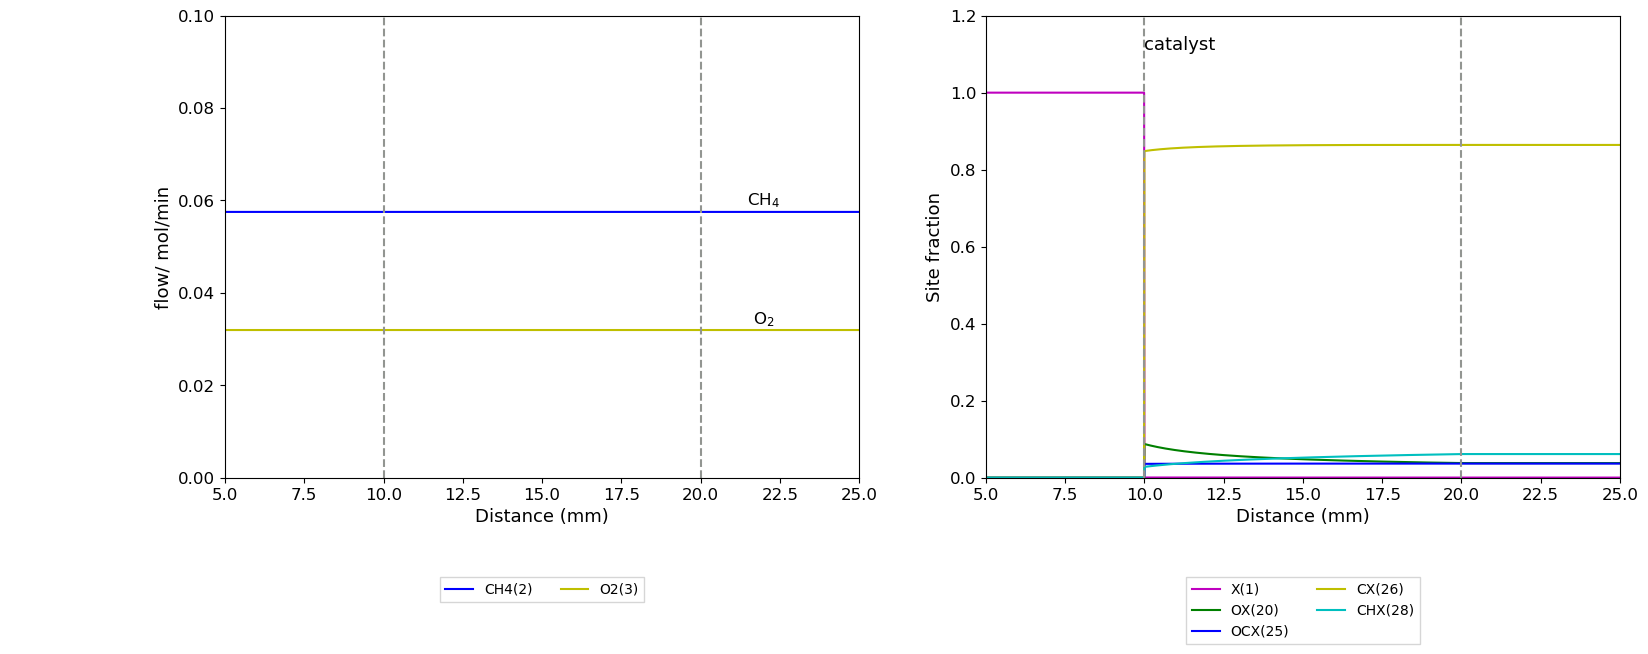 0.10
0.08
0.06
0.04
0.02
0.00
flow/ mol/min
CH4
O2
5.0 7.5 10.0 12.5 15.0 17.5 20.0 22.5 25.0
Distance (mm)
CH4(2) O2(3)
1.2
1.0
0.8
0.6
0.4
0.2
0.0
Site fraction
catalyst
5.0 7.5 10.0 12.5 15.0 17.5 20.0 22.5 25.0
Distance (mm)
X(1) CX(26)
OX(20) CHX(28)
OCX(25)